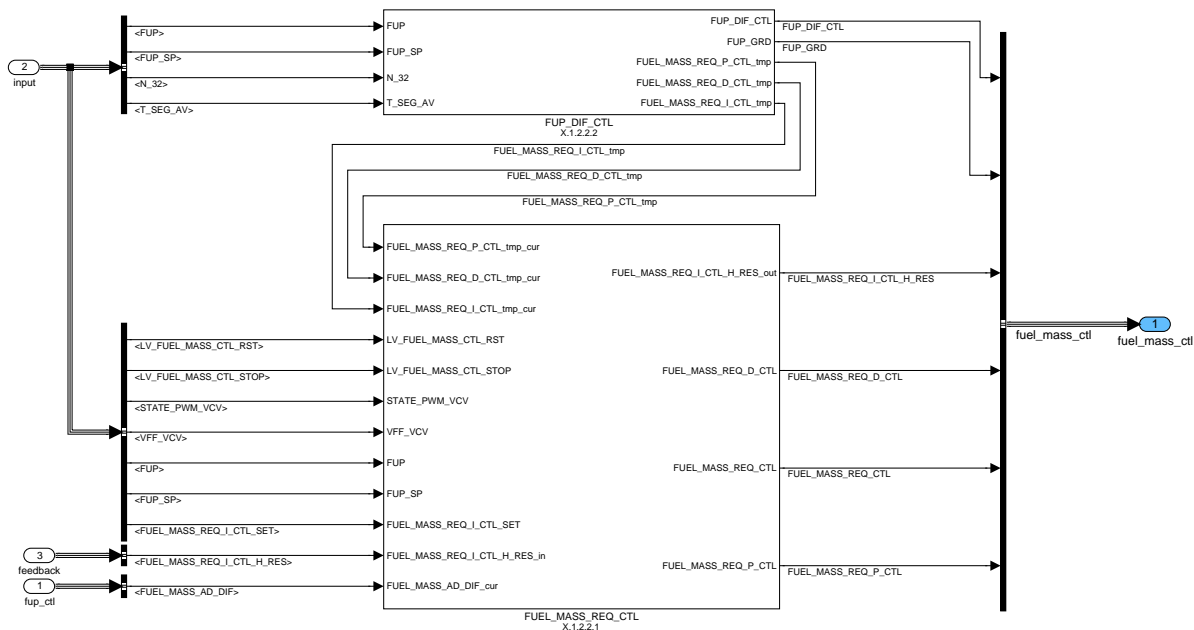 FUP
FUP_DIF_CTL
FUP_DIF_CTL
<FUP>
FUP_GRD
FUP_GRD
FUP_SP
<FUP_SP>
FUEL_MASS_REQ_P_CTL_tmp
2
input
N_32
<N_32>
FUEL_MASS_REQ_D_CTL_tmp
T_SEG_AV
<T_SEG_AV>
FUEL_MASS_REQ_I_CTL_tmp
FUP_DIF_CTL
X.1.2.2.2
FUEL_MASS_REQ_I_CTL_tmp
FUEL_MASS_REQ_D_CTL_tmp
FUEL_MASS_REQ_P_CTL_tmp
FUEL_MASS_REQ_P_CTL_tmp_cur
FUEL_MASS_REQ_D_CTL_tmp_cur
FUEL_MASS_REQ_I_CTL_tmp_cur
FUEL_MASS_REQ_I_CTL_H_RES_out
FUEL_MASS_REQ_I_CTL_H_RES
LV_FUEL_MASS_CTL_RST
<LV_FUEL_MASS_CTL_RST>
1
fuel_mass_ctl
fuel_mass_ctl
LV_FUEL_MASS_CTL_STOP
<LV_FUEL_MASS_CTL_STOP>
FUEL_MASS_REQ_D_CTL
FUEL_MASS_REQ_D_CTL
STATE_PWM_VCV
<STATE_PWM_VCV>
VFF_VCV
<VFF_VCV>
FUP
<FUP>
FUEL_MASS_REQ_CTL
FUEL_MASS_REQ_CTL
FUP_SP
<FUP_SP>
FUEL_MASS_REQ_I_CTL_SET
<FUEL_MASS_REQ_I_CTL_SET>
3
feedback
FUEL_MASS_REQ_I_CTL_H_RES_in
<FUEL_MASS_REQ_I_CTL_H_RES>
FUEL_MASS_REQ_P_CTL
FUEL_MASS_REQ_P_CTL
1
fup_ctl
FUEL_MASS_AD_DIF_cur
<FUEL_MASS_AD_DIF>
FUEL_MASS_REQ_CTL
X.1.2.2.1